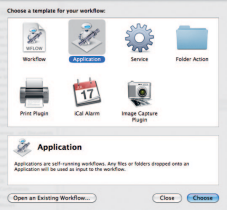 Choose a template for your workflow:
WFLOW
Workflow
Application
Service
Folder Action
17
Print Plugin
iCal Alarm
Image Capture
Plugin
Application:
Applications are self-running workflows. Any files or folders dropped onto an
Application will be used as input to the workflow.
Open an Existing Workflow...
Close
Choose